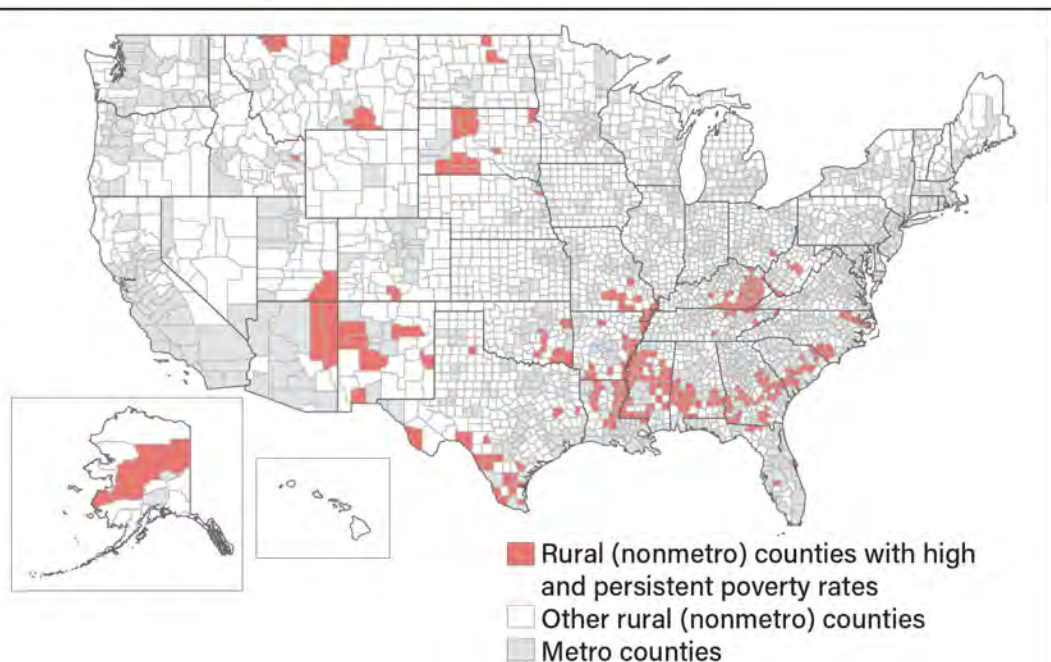 Rural (nonmetro) counties with high
and persistent poverty rates
Other rural (nonmetro) counties
Metro counties